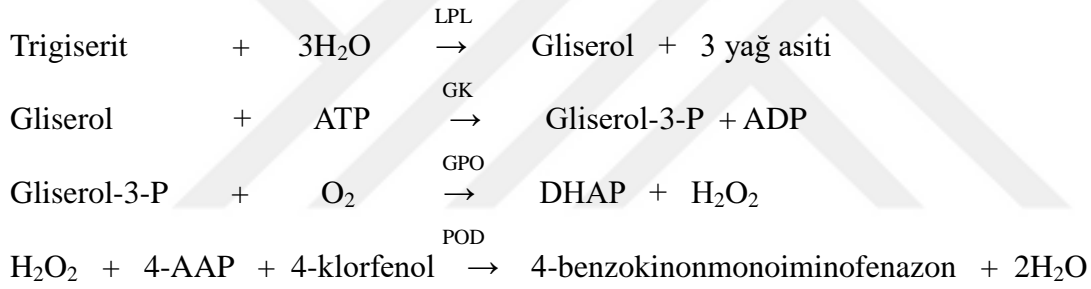 LPL
Trigiserit + 3H₂O → Gliserol + 3 yağ asiti
GK
Gliserol + ATP → Gliserol-3-P + ADP
GPO
Gliserol-3-P + O₂ → DHAP + H₂O₂
POD
H₂O₂ + 4-AAP + 4-klorfenol → 4-benzokinonmonoiminofenazon + 2H₂O